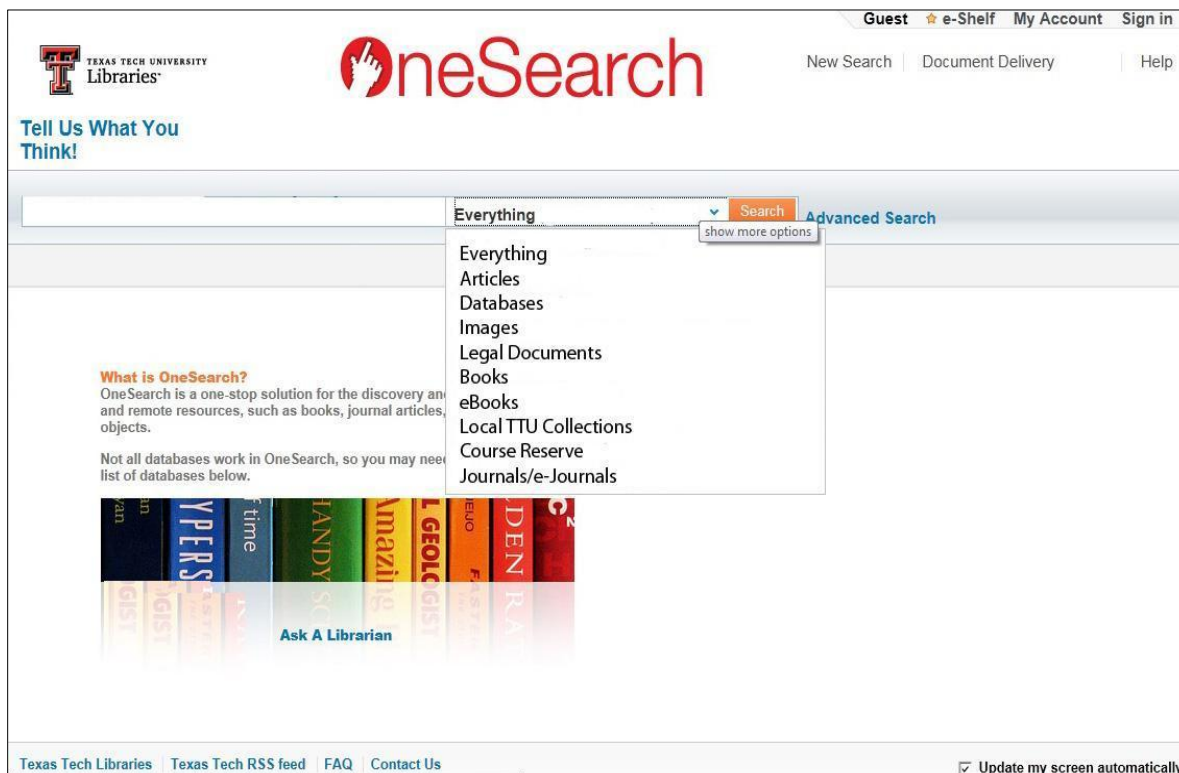 Guest e-Shelf My Account Sign in
TEXAS TECH UNIVERSITY
Libraries
OneSearch
New Search Document Delivery Help
Tell Us What You
Think!
Everything Search Advanced Search
show more options
Everything
Articles
Databases
Images
Legal Documents
Books
eBooks
Local TTU Collections
Course Reserve
Journals/e-Journals
What is OneSearch?
OneSearch is a one-stop solution for the discovery
and remote resources, such as books, journal articles,
objects.
Not all databases work in OneSearch, so you may
list of databases below.
time
HANDY
Amazin
Ask A Librarian
Texas Tech Libraries Texas Tech RSS feed FAQ Contact Us
Update my screen automatically